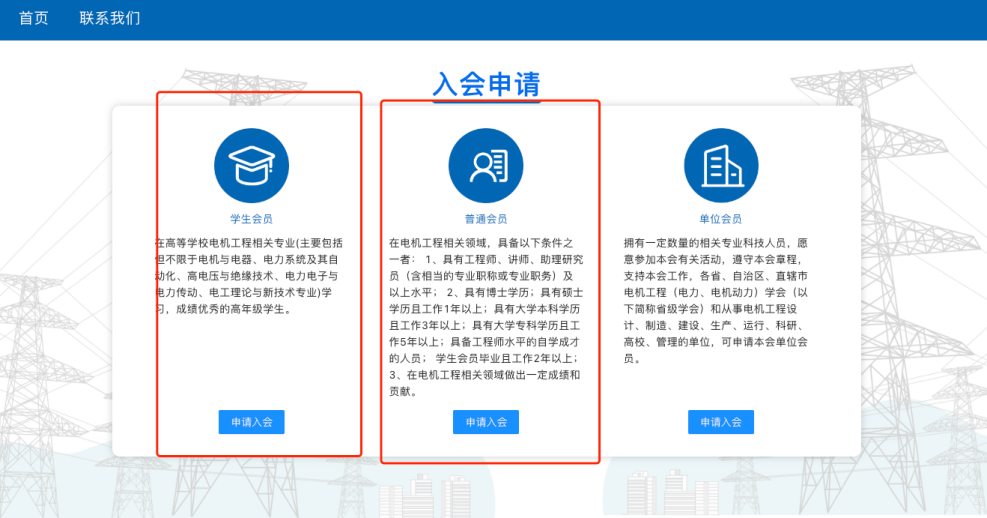 首页 联系我们
入会申请
学生会员
在高等学校电机工程相关专业(主要包括
但不限于电机与电器、电力系统及其自
动化、高电压与绝缘技术、电力电子与
电力传动、电工理论与新技术专业)学
习，成绩优秀的高年级学生。
申请入会
普通会员
在电机工程相关领域，具备以下条件之
一者： 1、具有工程师、讲师、助理研究
员（含相当的专业职称或专业职务）及
以上水平； 2、具有博士学历；具有硕士
学历且工作1年以上；具有大学本科学历
且工作3年以上；具有大学专科学历且工
作5年以上；具备工程师水平的自学成才
的人员； 学生会员毕业且工作2年以上；
3、在电机工程相关领域做出一定成绩和
贡献。
申请入会
单位会员
拥有一定数量的相关专业科技人员，愿
意参加本会有关活动，遵守本会章程，
支持本会工作，各省、自治区、直辖市
电机工程（电力、电机动力）学会（以
下简称省级学会）和从事电机工程设
计、制造、建设、生产、运行、科研、
高校、管理的单位，可申请本会单位会
员。
申请入会